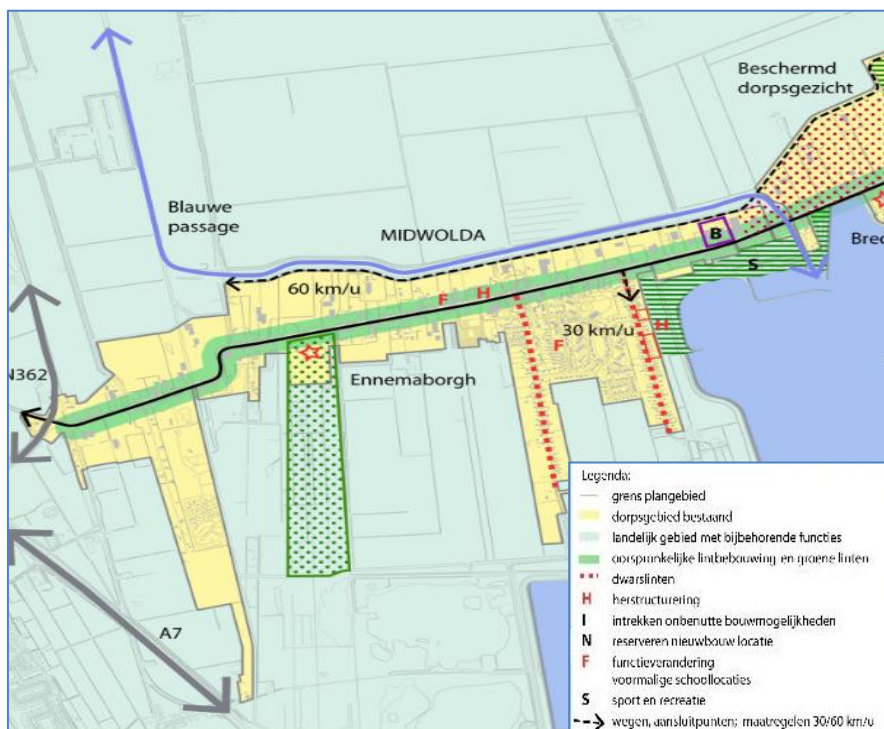 Beschermd
dorpsgezicht
Blauwe
passage
MIDWOLDA
B
S
Brec
60 km/u
F H
30 km/u
H
F
N362
Ennemaborgh
A7
Legenda:
grens plangebied
dorpsgebied bestaand
landelijk gebied met bijbehorende functies
oorspronkelijke lintbebouwing en groene linten
dwarslinten
H herstructurering
I intrekken onbenutte bouwmogelijkheden
N reserveren nieuwbouw locatie
F functieverandering
voormalige schoollocaties
S sport en recreatie
wegen, aansluitpunten; maatregelen 30/60 km/u